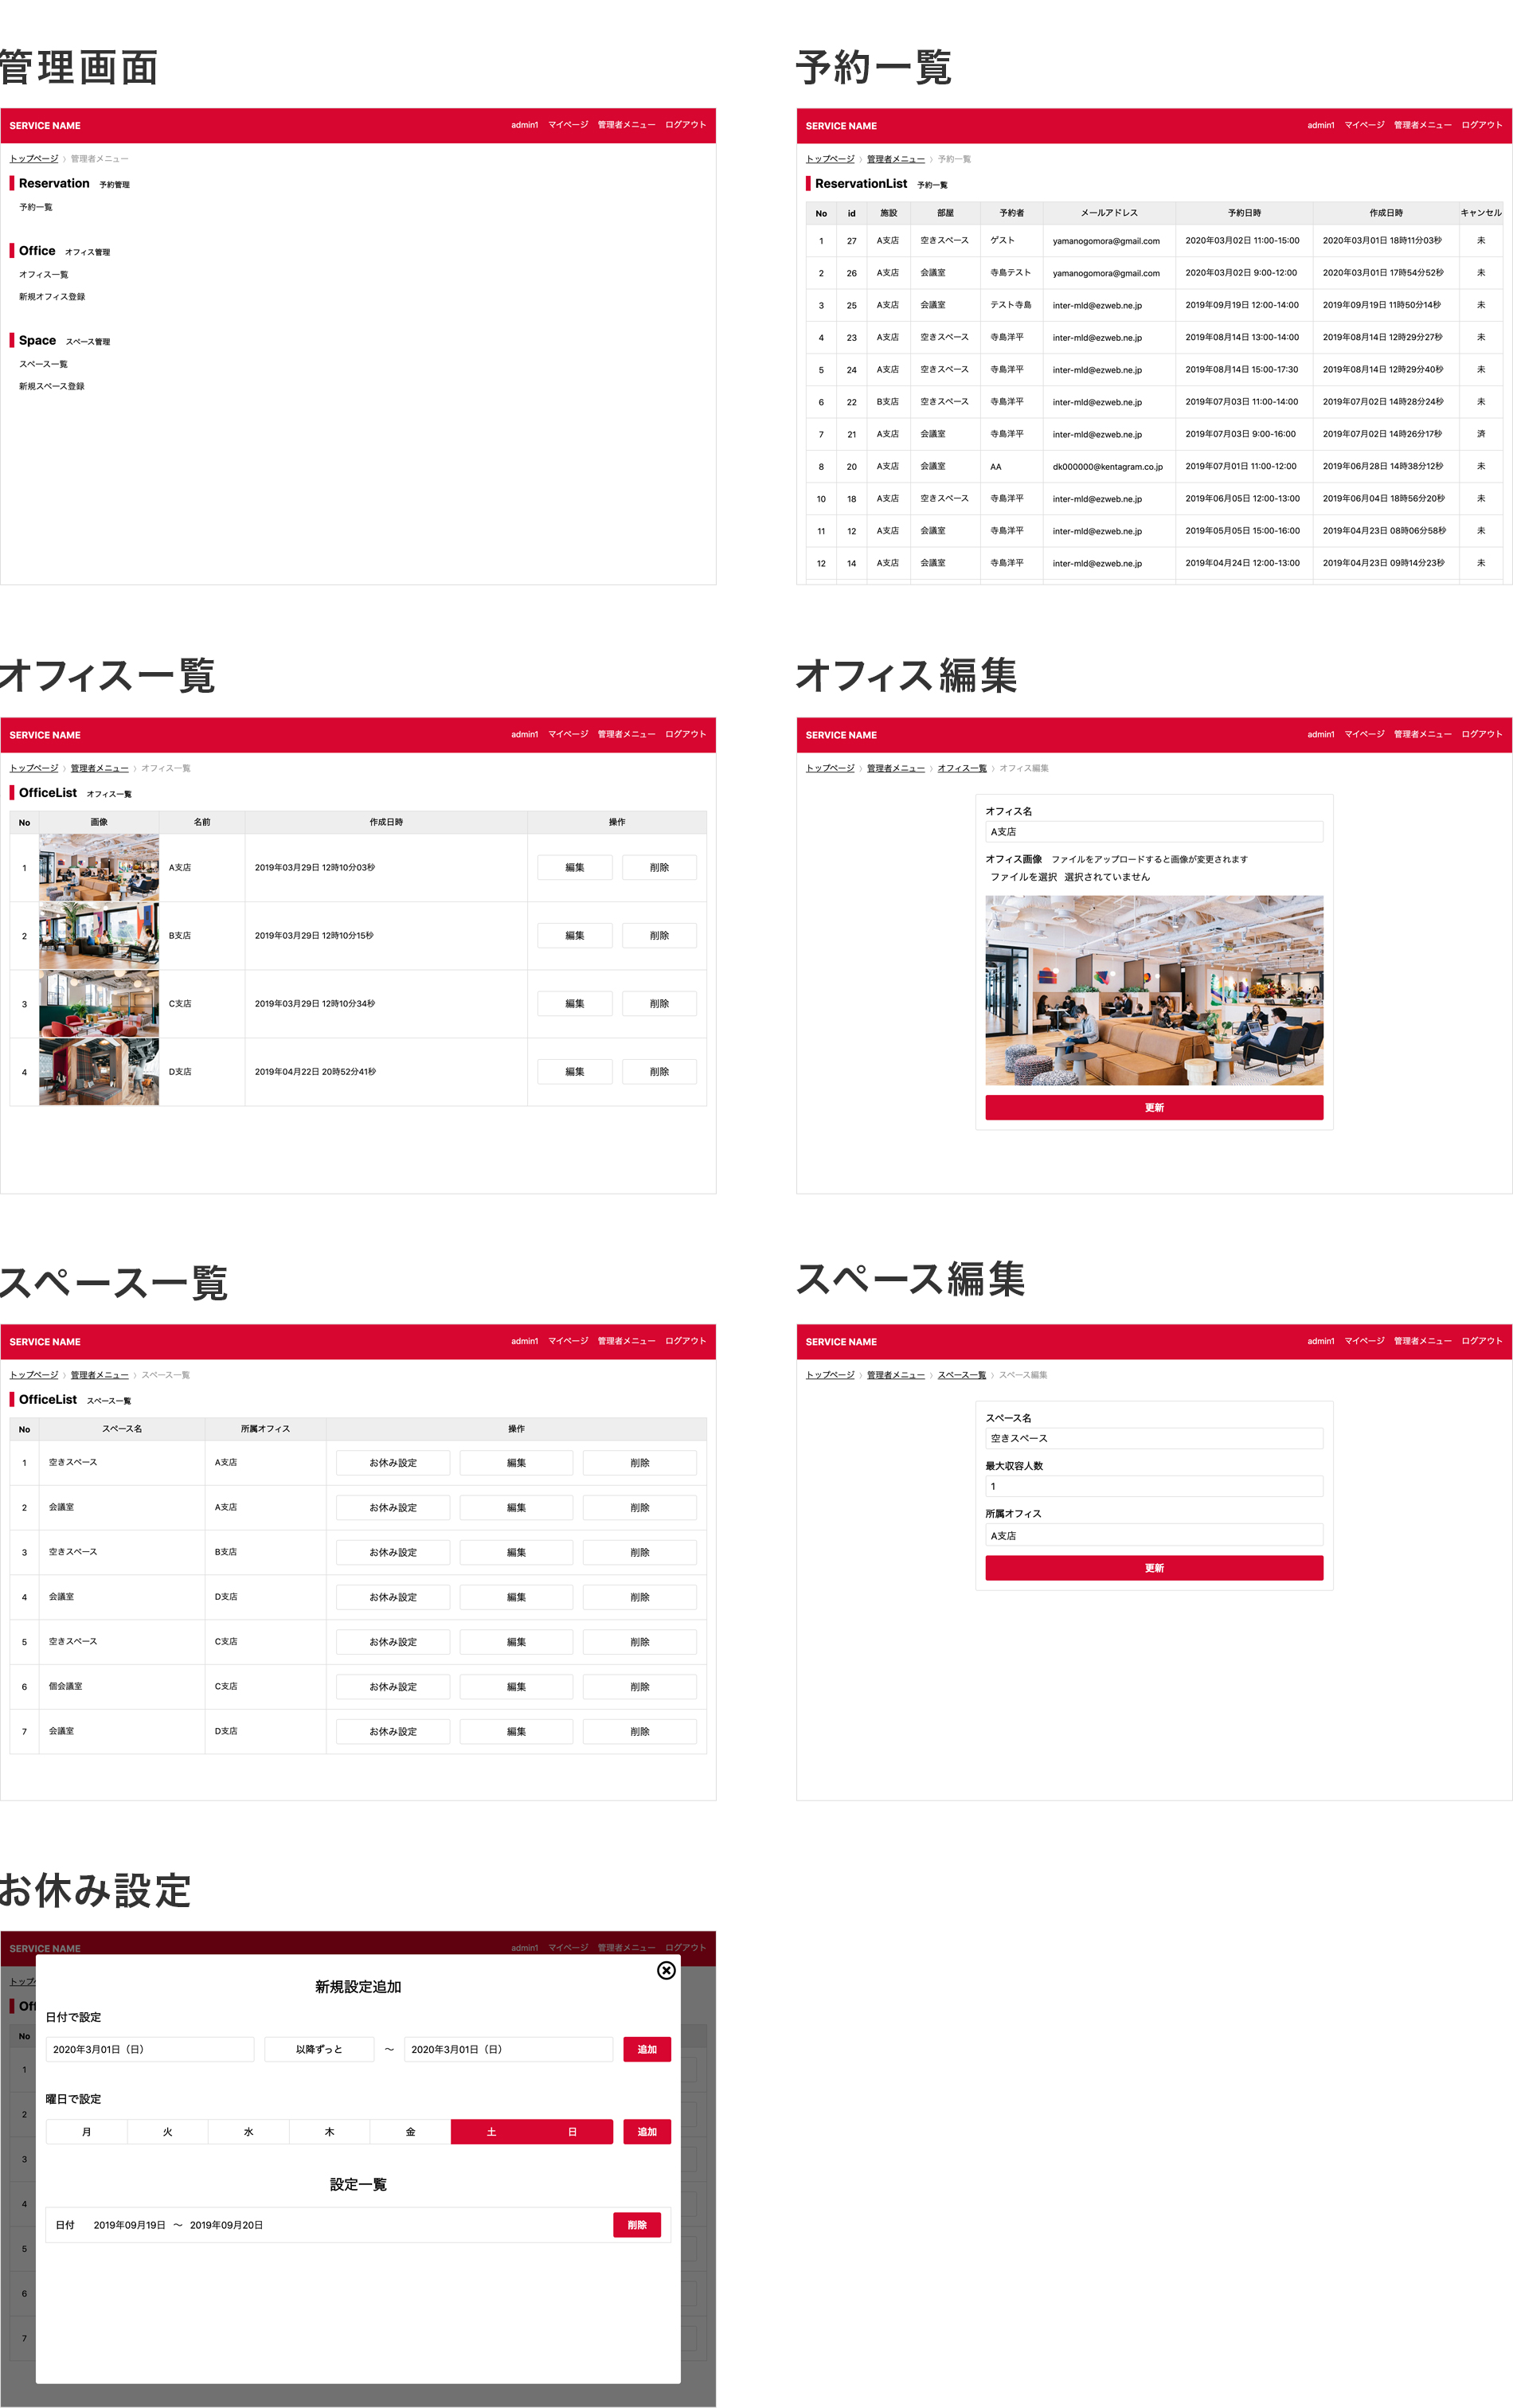 管理画面
SERVICE NAME
admin1 マイページ 管理者メニュー ログアウト
トップページ 〉 管理者メニュー
Reservation 予約管理
予約一覧
Office オフィス管理
オフィス一覧
新規オフィス登録
Space スペース管理
スペース一覧
新規スペース登録
予約一覧
SERVICE NAME
admin1 マイページ 管理者メニュー ログアウト
トップページ 〉 管理者メニュー 〉 予約一覧
ReservationList 予約一覧
No id 施設 部屋 予約者 メールアドレス 予約日時 作成日時 キャンセル
1 27 A支店 空きスペース ゲスト yamanogomora@gmail.com 2020年03月02日 11:00-15:00 2020年03月01日 18時11分03秒 未
2 26 A支店 会議室 寺島テスト yamanogomora@gmail.com 2020年03月02日 9:00-12:00 2020年03月01日 17時54分52秒 未
3 25 A支店 会議室 テスト寺島 inter-mld@ezweb.ne.jp 2019年09月19日 12:00-14:00 2019年09月19日 11時50分14秒 未
4 23 A支店 空きスペース 寺島洋平 inter-mld@ezweb.ne.jp 2019年08月14日 13:00-14:00 2019年08月14日 12時29分27秒 未
5 24 A支店 空きスペース 寺島洋平 inter-mld@ezweb.ne.jp 2019年08月14日 15:00-17:30 2019年08月14日 12時29分40秒 未
6 22 B支店 空きスペース 寺島洋平 inter-mld@ezweb.ne.jp 2019年07月03日 11:00-14:00 2019年07月02日 14時28分24秒 未
7 21 A支店 会議室 寺島洋平 inter-mld@ezweb.ne.jp 2019年07月03日 9:00-16:00 2019年07月02日 14時26分17秒 済
8 20 A支店 会議室 AA dk000000@kentagram.co.jp 2019年07月01日 11:00-12:00 2019年06月28日 14時38分12秒 未
10 18 A支店 空きスペース 寺島洋平 inter-mld@ezweb.ne.jp 2019年06月05日 12:00-13:00 2019年06月04日 18時56分20秒 未
11 12 A支店 会議室 寺島洋平 inter-mld@ezweb.ne.jp 2019年05月05日 15:00-16:00 2019年04月23日 08時06分58秒 未
12 14 A支店 会議室 寺島洋平 inter-mld@ezweb.ne.jp 2019年04月24日 12:00-13:00 2019年04月23日 09時14分23秒 未
オフィス一覧
SERVICE NAME
admin1 マイページ 管理者メニュー ログアウト
トップページ 〉 管理者メニュー 〉 オフィス一覧
OfficeList オフィス一覧
No 画像 名前 作成日時 操作
1 A支店 2019年03月29日 12時10分03秒 編集 削除
2 B支店 2019年03月29日 12時10分15秒 編集 削除
3 C支店 2019年03月29日 12時10分34秒 編集 削除
4 D支店 2019年04月22日 20時52分41秒 編集 削除
オフィス編集
SERVICE NAME
admin1 マイページ 管理者メニュー ログアウト
トップページ 〉 管理者メニュー 〉 オフィス一覧 〉 オフィス編集
オフィス名
A支店
オフィス画像 ファイルをアップロードすると画像が変更されます
ファイルを選択 選択されていません
更新
スペース一覧
SERVICE NAME
admin1 マイページ 管理者メニュー ログアウト
トップページ 〉 管理者メニュー 〉 スペース一覧
OfficeList スペース一覧
No スペース名 所属オフィス 操作
1 空きスペース A支店 お休み設定 編集 削除
2 会議室 A支店 お休み設定 編集 削除
3 空きスペース B支店 お休み設定 編集 削除
4 会議室 D支店 お休み設定 編集 削除
5 空きスペース C支店 お休み設定 編集 削除
6 個会議室 C支店 お休み設定 編集 削除
7 会議室 D支店 お休み設定 編集 削除
スペース編集
SERVICE NAME
admin1 マイページ 管理者メニュー ログアウト
トップページ 〉 管理者メニュー 〉 スペース一覧 〉 スペース編集
スペース名
空きスペース
最大収容人数
1
所属オフィス
A支店
更新
お休み設定
SERVICE NAME
admin1 マイページ 管理者メニュー ログアウト
トップ
Off
No
1
2
3
4
5
6
7
新規設定追加
日付で設定
2020年3月01日（日） 以降ずっと 〜 2020年3月01日（日） 追加
曜日で設定
月 火 水 木 金 土 日 追加
設定一覧
日付 2019年09月19日 〜 2019年09月20日 削除